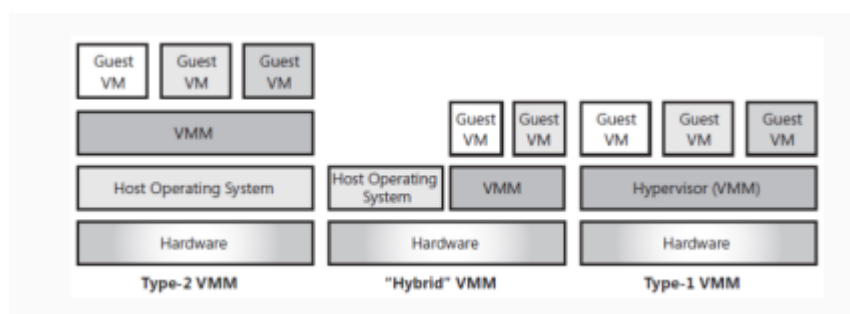 Guest
VM
Guest
VM
Guest
VM
VMM
Host Operating System
Hardware
Type-2 VMM
Guest
VM
Guest
VM
Host Operating
System
VMM
Hardware
"Hybrid" VMM
Guest
VM
Guest
VM
Guest
VM
Hypervisor (VMM)
Hardware
Type-1 VMM